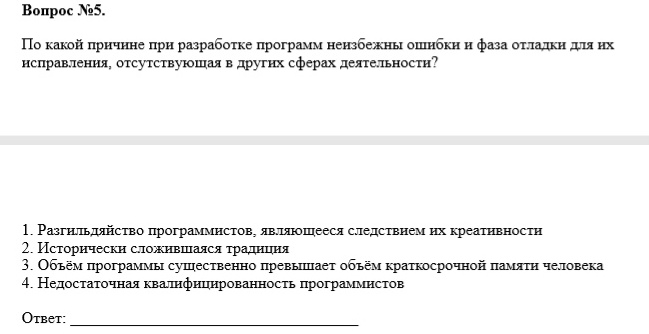 Вопрос №5.
По какой причине при разработке программ неизбежны ошибки и фаза отладки для их
исправления, отсутствующая в других сферах деятельности?
1. Разгильдяйство программистов, являющееся следствием их креативности
2. Исторически сложившаяся традиция
3. Объём программы существенно превышает объём краткосрочной памяти человека
4. Недостаточная квалифицированность программистов
Ответ: ________________________________